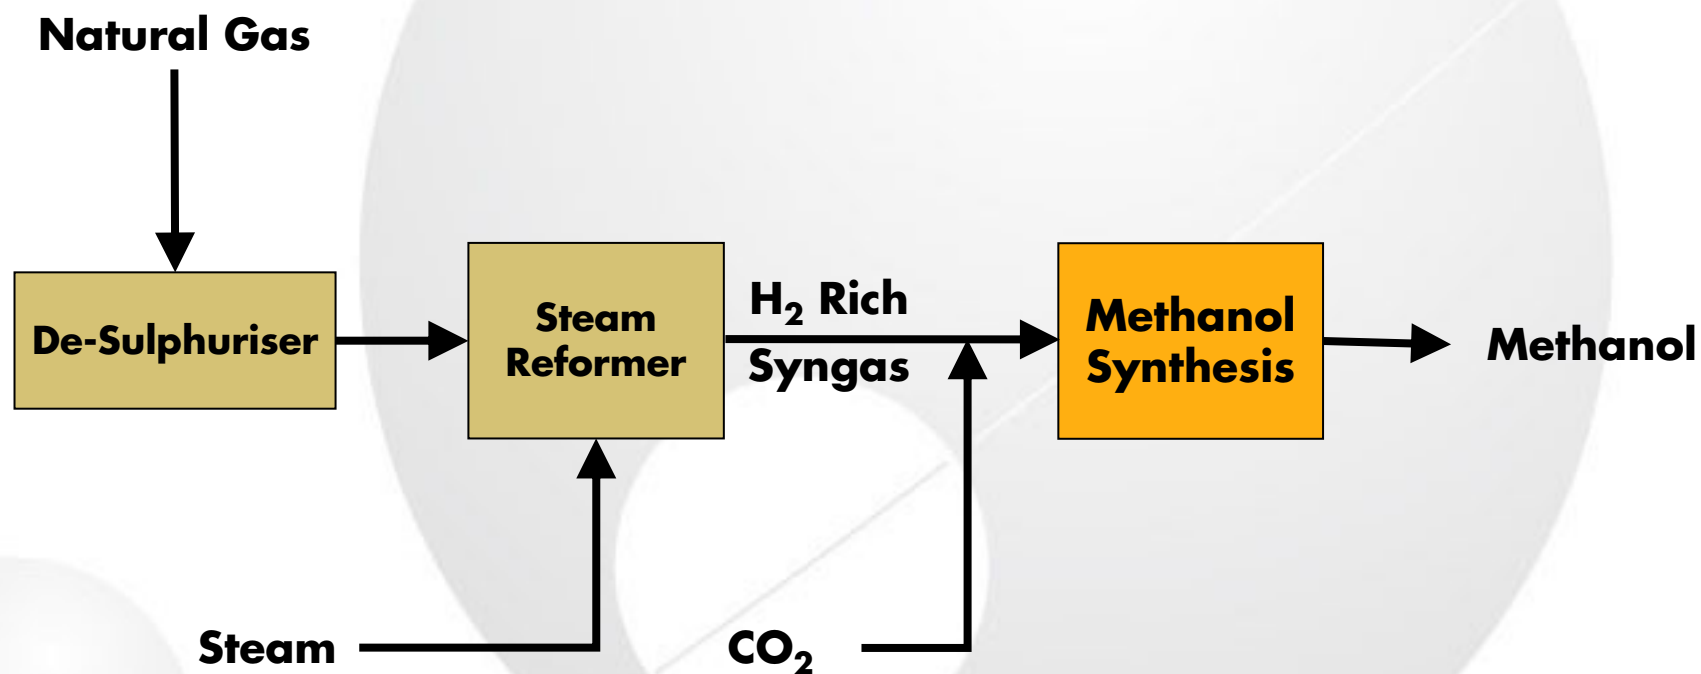 Natural Gas
De-Sulphuriser
Steam
Reformer
H₂ Rich
Syngas
Methanol
Synthesis
Methanol
Steam
CO₂